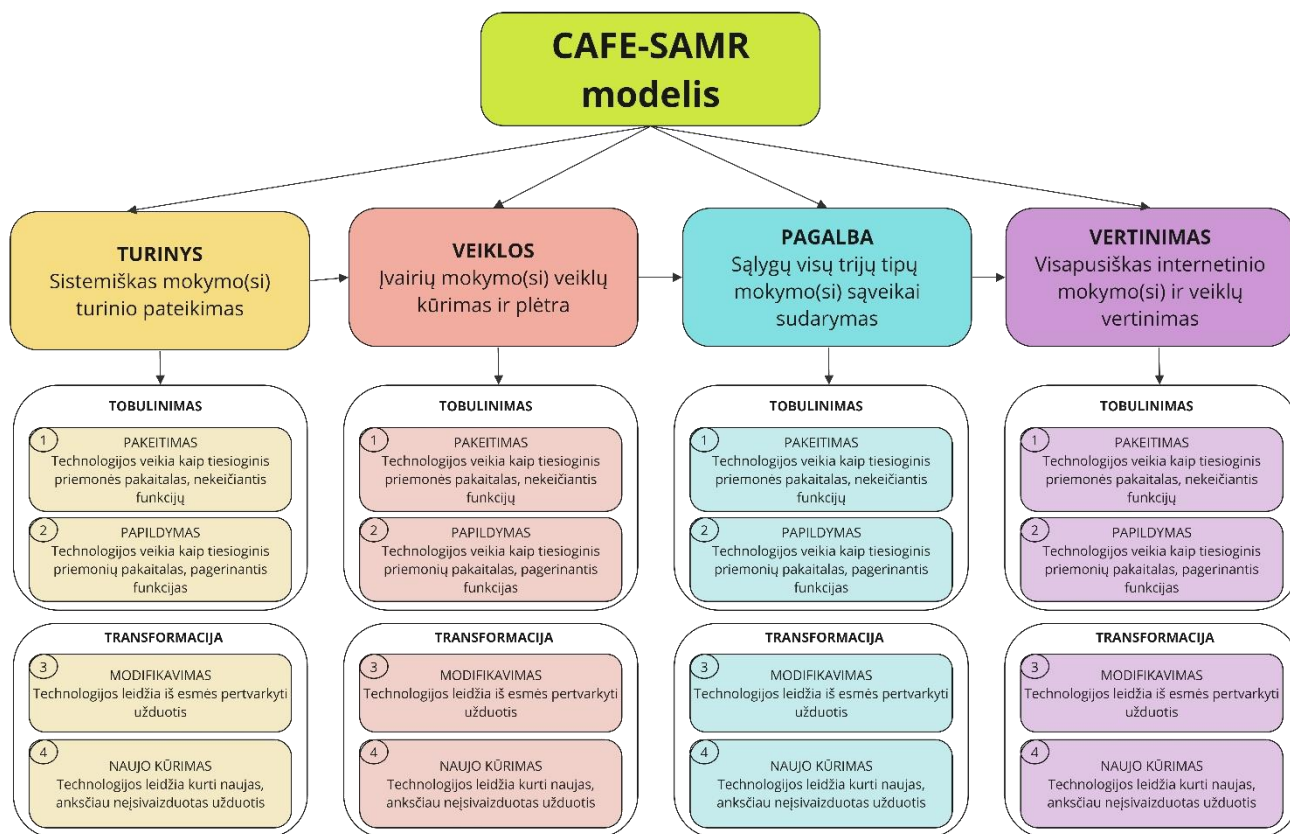 CAFE-SAMR
modelis
TURINYS
Sistemiškas mokymo(si)
turinio pateikimas
VEIKLOS
Įvairių mokymo(si) veiklų
kūrimas ir plėtra
PAGALBA
Sąlygų visų trijų tipų
mokymo(si) sąveikai
sudarymas
VERTINIMAS
Visapusiškas internetinio
mokymo(si) ir veiklų
vertinimas
TOBULINIMAS
1
PAKEITIMAS
Technologijos veikia kaip tiesioginis
priemonės pakaitalas, nekeičiantis
funkcijų
2
PAPILDYMAS
Technologijos veikia kaip tiesioginis
priemonių pakaitalas, pagerinantis
funkcijas
TRANSFORMACIJA
3
MODIFIKAVIMAS
Technologijos leidžia iš esmės pertvarkyti
užduotis
4
NAUJO KŪRIMAS
Technologijos leidžia kurti naujas,
anksčiau neįsivaizduotas užduotis
TOBULINIMAS
1
PAKEITIMAS
Technologijos veikia kaip tiesioginis
priemonės pakaitalas, nekeičiantis
funkcijų
2
PAPILDYMAS
Technologijos veikia kaip tiesioginis
priemonių pakaitalas, pagerinantis
funkcijas
TRANSFORMACIJA
3
MODIFIKAVIMAS
Technologijos leidžia iš esmės pertvarkyti
užduotis
4
NAUJO KŪRIMAS
Technologijos leidžia kurti naujas,
anksčiau neįsivaizduotas užduotis
TOBULINIMAS
1
PAKEITIMAS
Technologijos veikia kaip tiesioginis
priemonės pakaitalas, nekeičiantis
funkcijų
2
PAPILDYMAS
Technologijos veikia kaip tiesioginis
priemonių pakaitalas, pagerinantis
funkcijas
TRANSFORMACIJA
3
MODIFIKAVIMAS
Technologijos leidžia iš esmės pertvarkyti
užduotis
4
NAUJO KŪRIMAS
Technologijos leidžia kurti naujas,
anksčiau neįsivaizduotas užduotis
TOBULINIMAS
1
PAKEITIMAS
Technologijos veikia kaip tiesioginis
priemonės pakaitalas, nekeičiantis
funkcijų
2
PAPILDYMAS
Technologijos veikia kaip tiesioginis
priemonių pakaitalas, pagerinantis
funkcijas
TRANSFORMACIJA
3
MODIFIKAVIMAS
Technologijos leidžia iš esmės pertvarkyti
užduotis
4
NAUJO KŪRIMAS
Technologijos leidžia kurti naujas,
anksčiau neįsivaizduotas užduotis